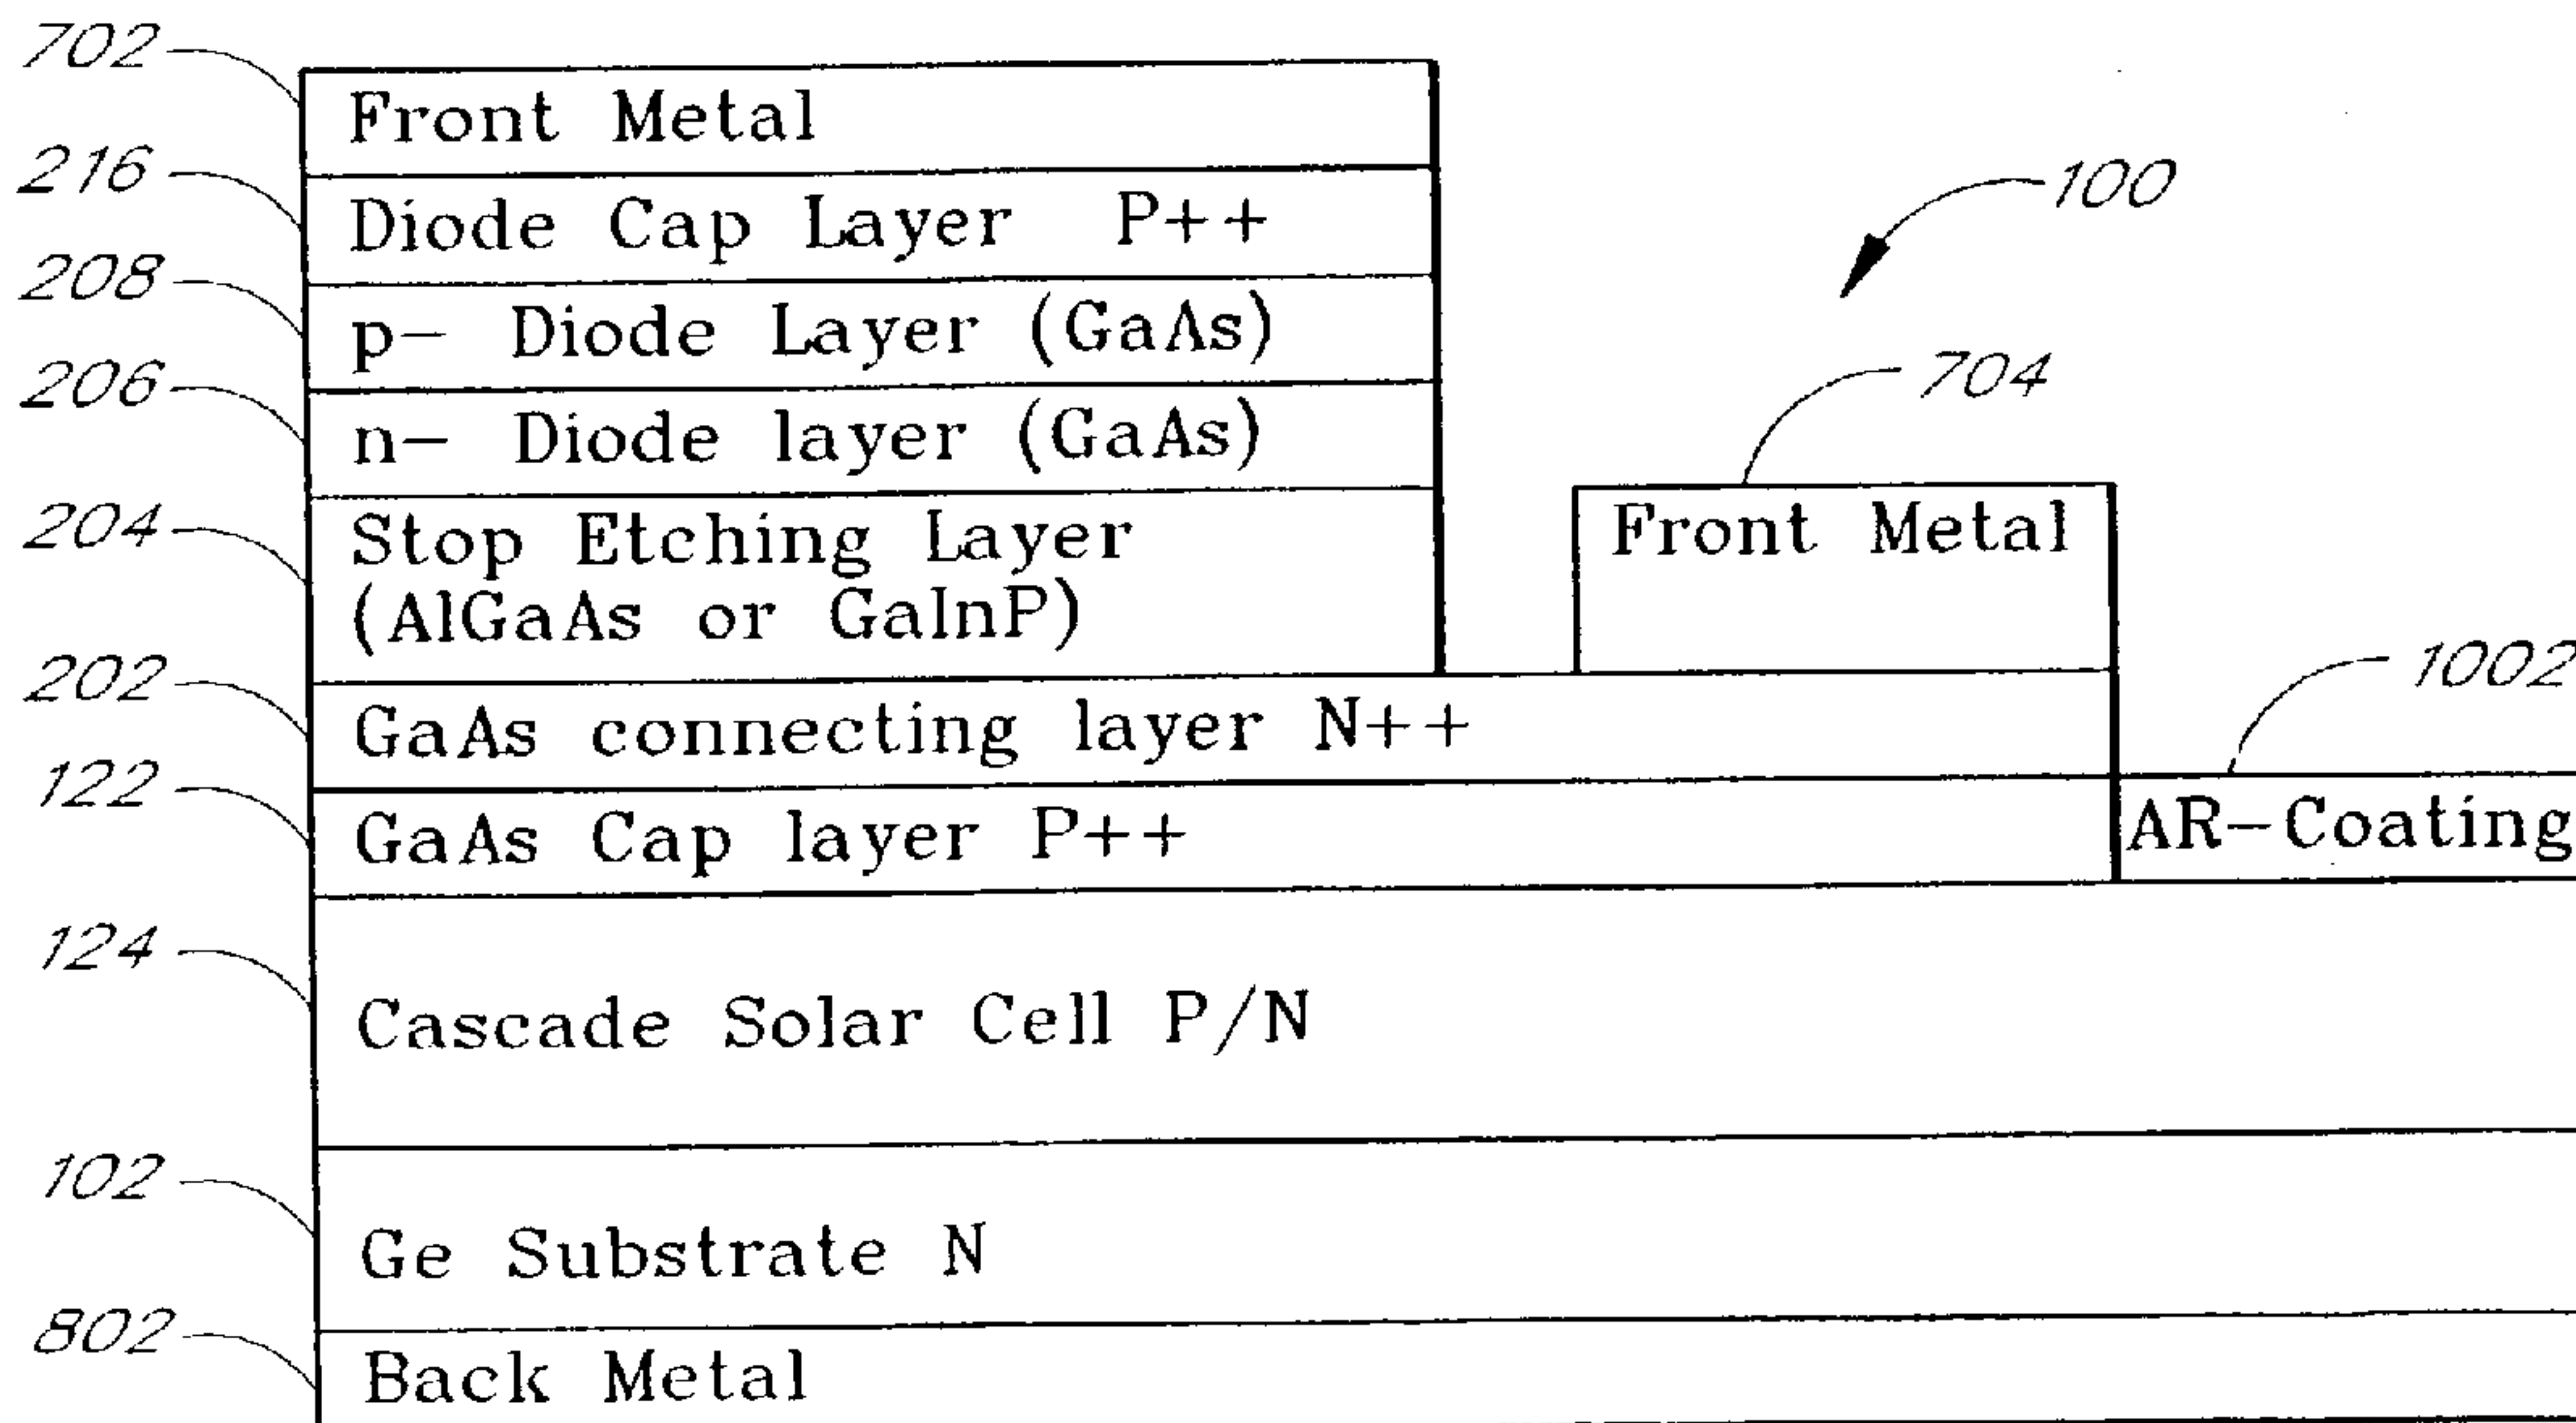 702
Front Metal
216
Diode Cap Layer P++
100
208
p- Diode Layer (GaAs)
206
n- Diode layer (GaAs)
704
204
Stop Etching Layer
(AlGaAs or GaInP)
Front Metal
202
GaAs connecting layer N++
1002
122
GaAs Cap layer P++
AR-Coating
124
Cascade Solar Cell P/N
102
Ge Substrate N
802
Back Metal